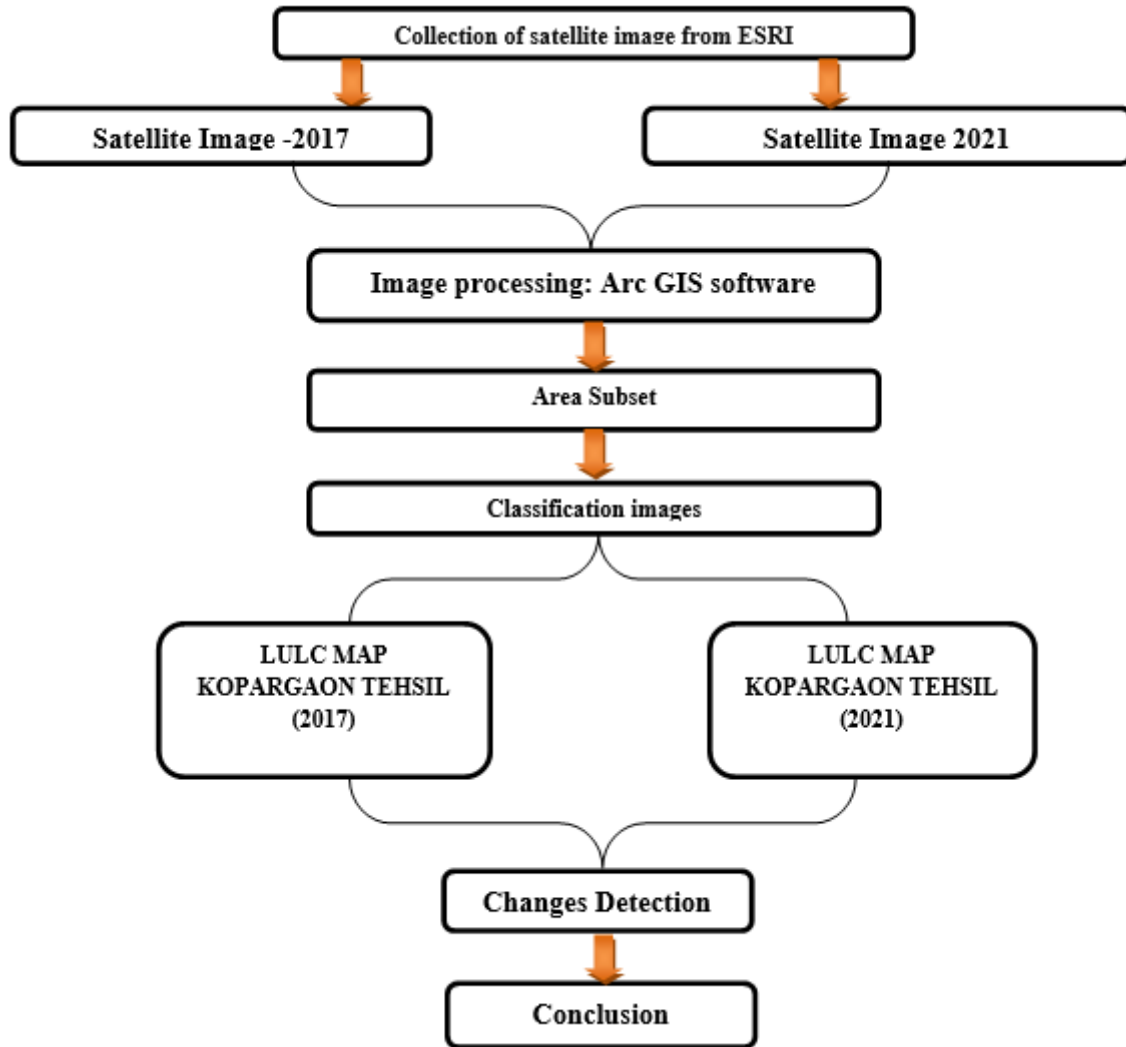 Collection of satellite image from ESRI
Satellite Image -2017
Satellite Image 2021
Image processing: Arc GIS software
Area Subset
Classification images
LULC MAP
KOPARGAON TEHSIL
(2017)
LULC MAP
KOPARGAON TEHSIL
(2021)
Changes Detection
Conclusion